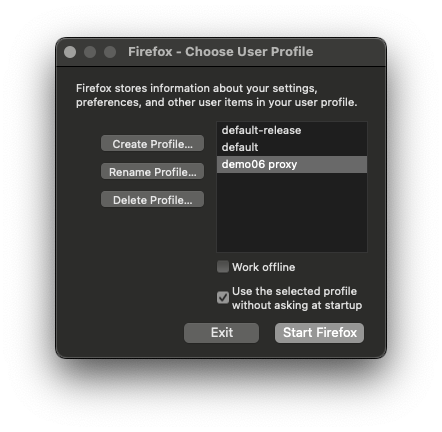 Firefox - Choose User Profile
Firefox stores information about your settings,
preferences, and other user items in your user profile.
Create Profile...
Rename Profile...
Delete Profile...
default-release
default
demo06 proxy
Work offline
Use the selected profile
without asking at startup
Exit
Start Firefox